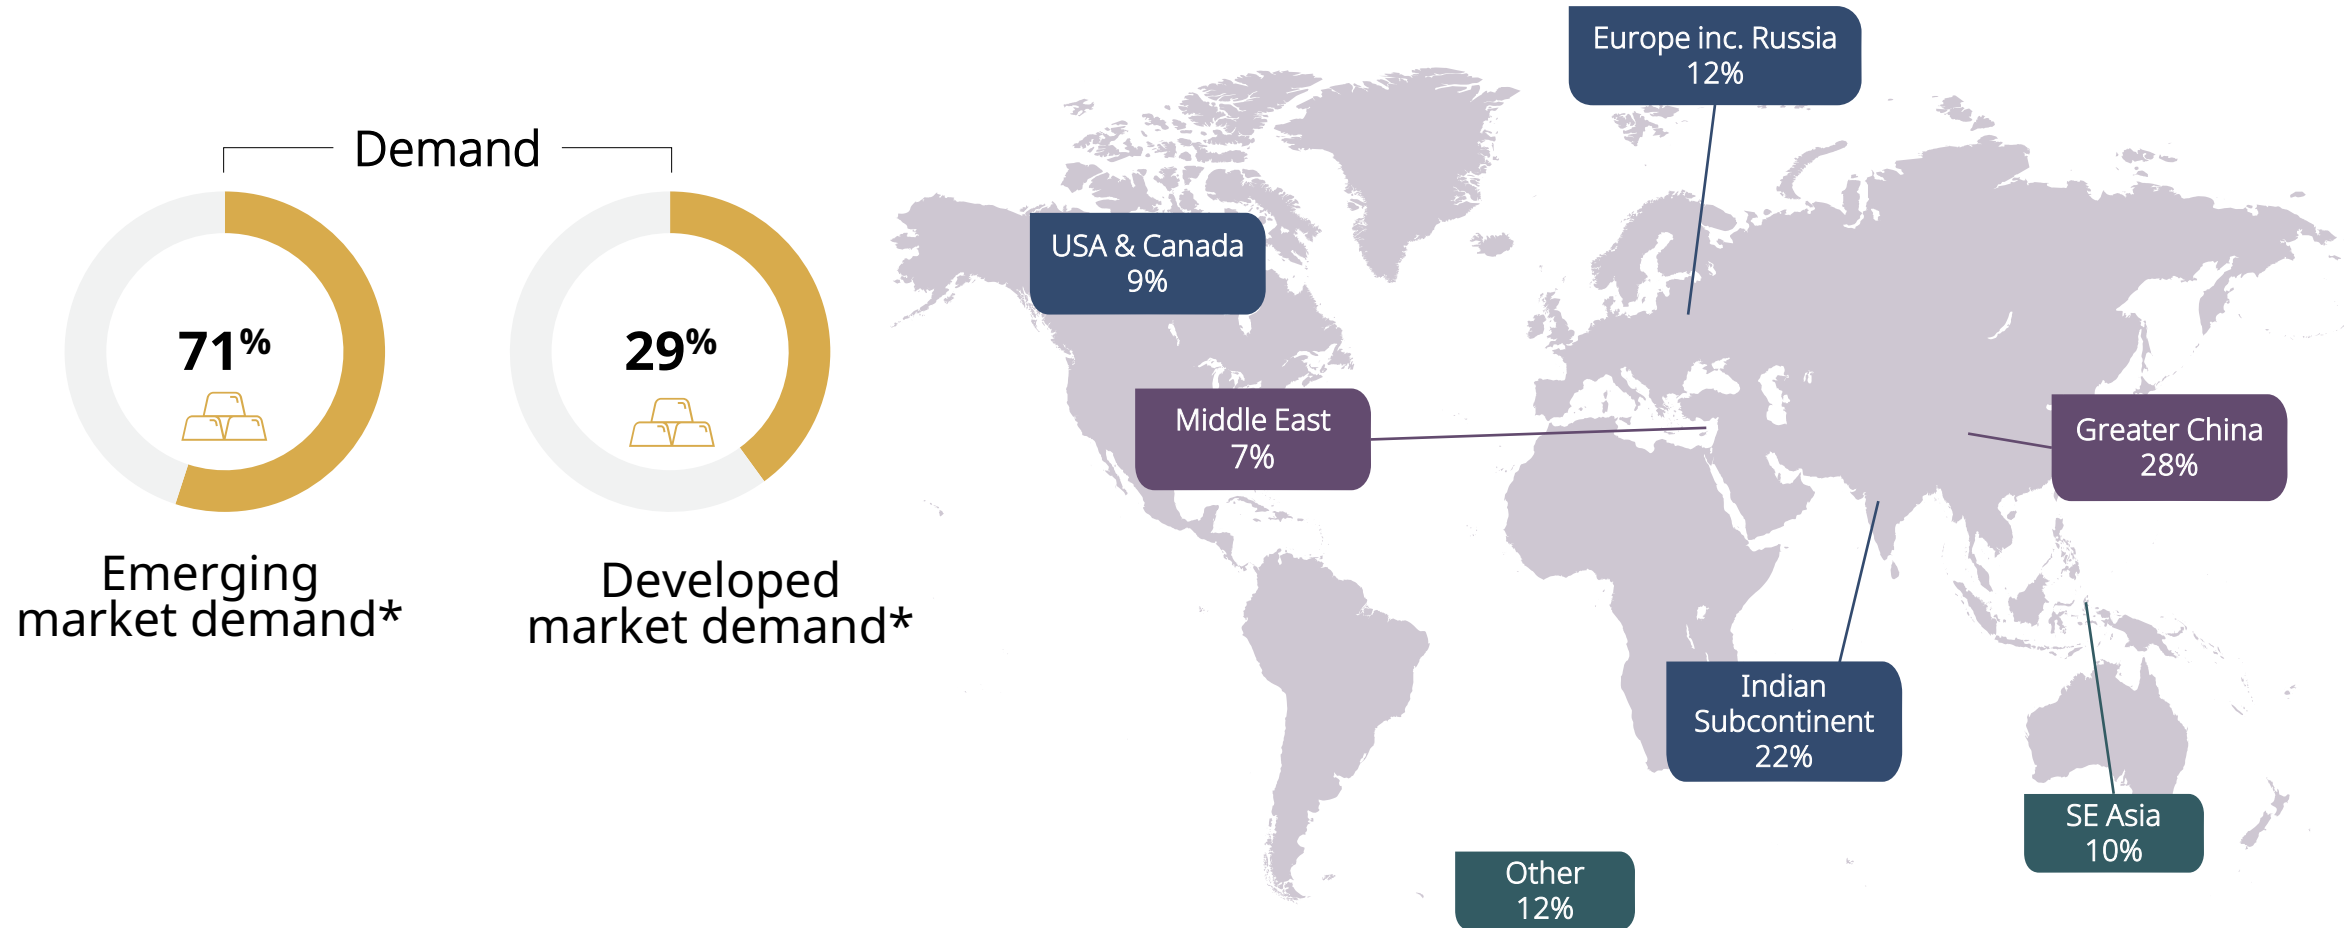 Demand
71%
Emerging
market demand*
29%
Developed
market demand*
Europe inc. Russia
12%
USA & Canada
9%
Middle East
7%
Greater China
28%
Indian
Subcontinent
22%
SE Asia
10%
Other
12%